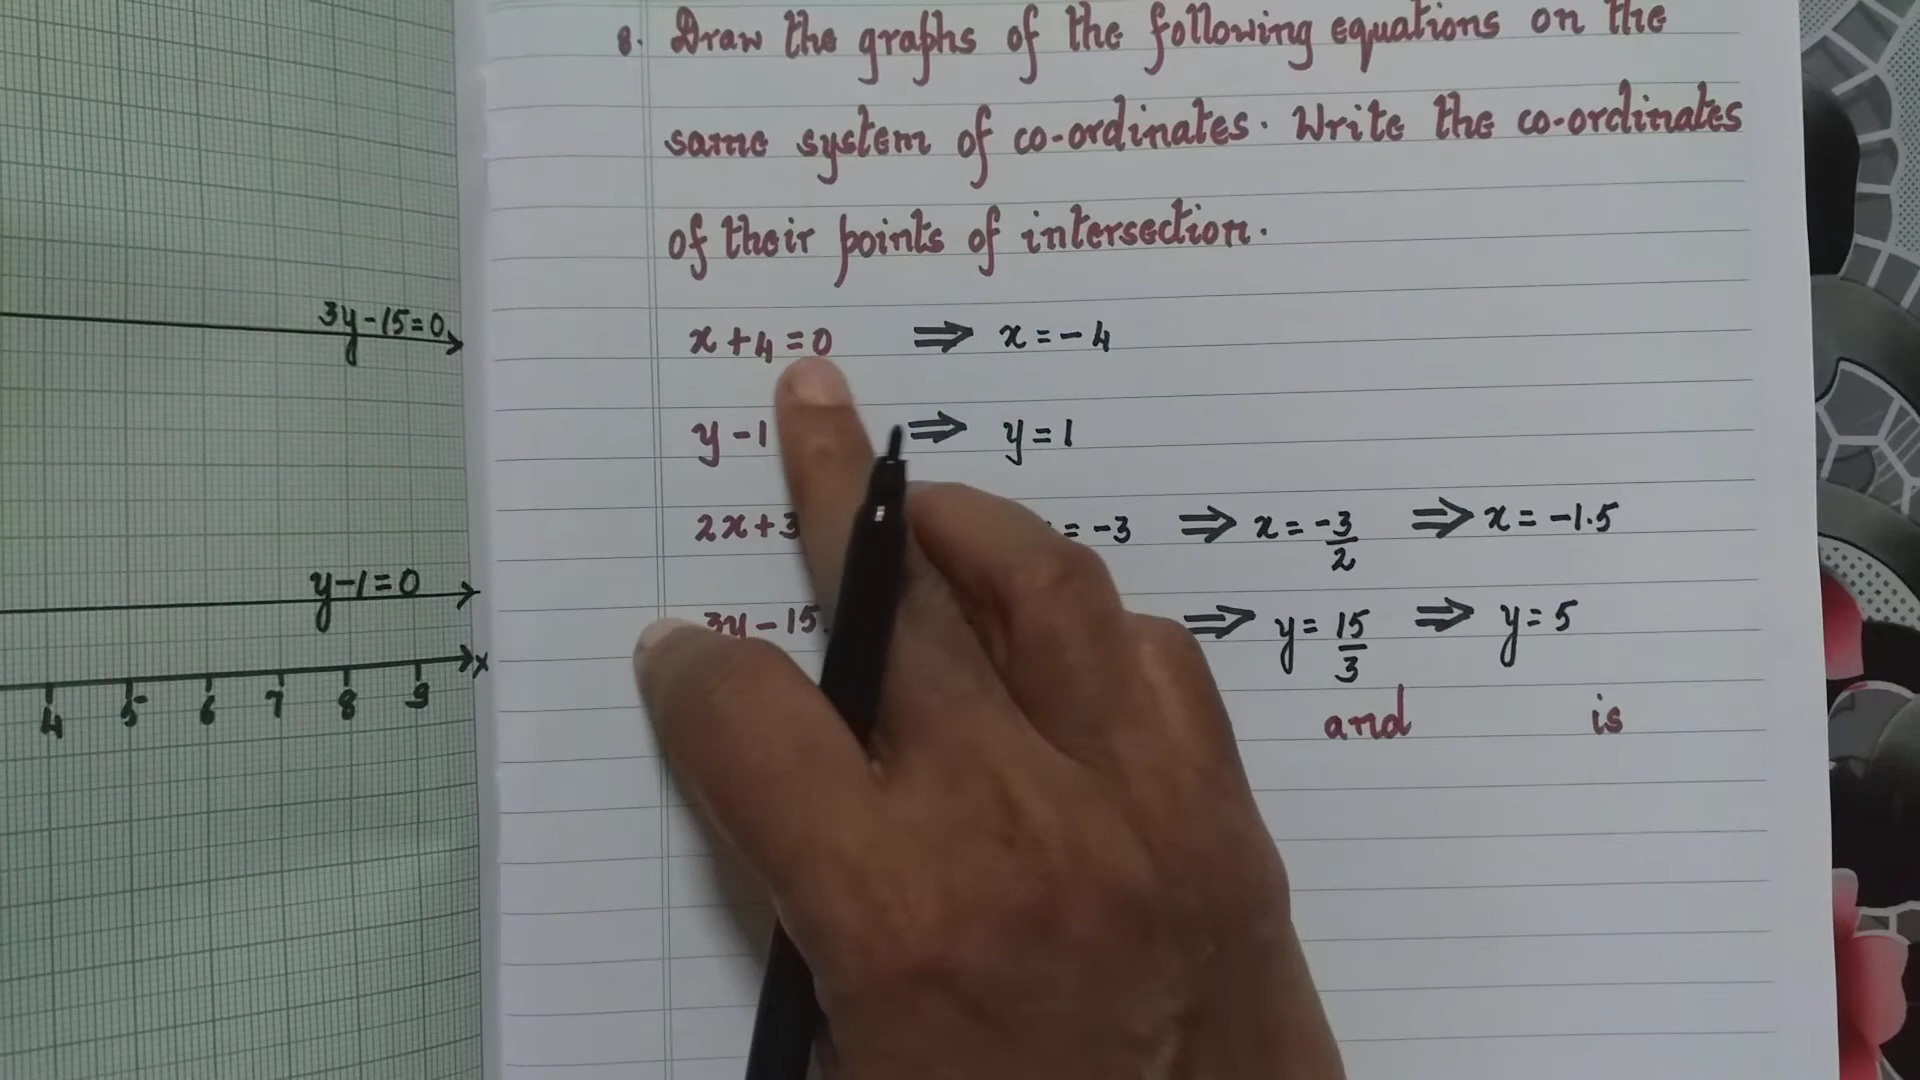 8. Draw the graphs of the following equations on the
same system of co-ordinates. Write the co-ordinates
of their points of intersection.
x + 4 = 0 ⇒ x = - 4
y - 1 ⇒ y = 1
2x + 3 = -3 ⇒ x = -3/2 ⇒ x = -1.5
3y - 15 ⇒ y = 15/3 ⇒ y = 5
and is
3y - 15 = 0
y - 1 = 0
x
4 5 6 7 8 9